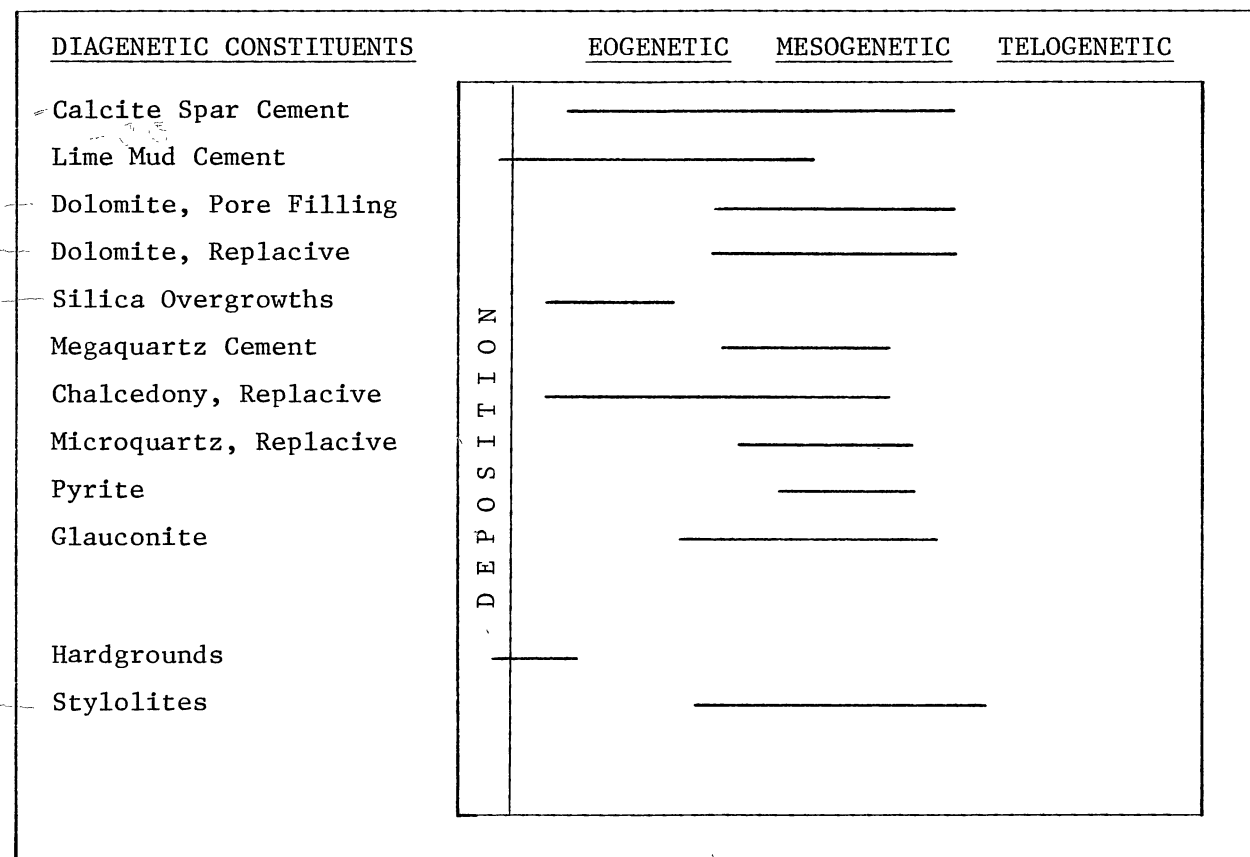 DIAGENETIC CONSTITUENTS EOGENETIC MESOGENETIC TELOGENETIC
Calcite Spar Cement
Lime Mud Cement
Dolomite, Pore Filling
Dolomite, Replacive
Silica Overgrowths
Megaquartz Cement
Chalcedony, Replacive
Microquartz, Replacive
Pyrite
Glauconite
Hardgrounds
Stylolites
DEPOSITION